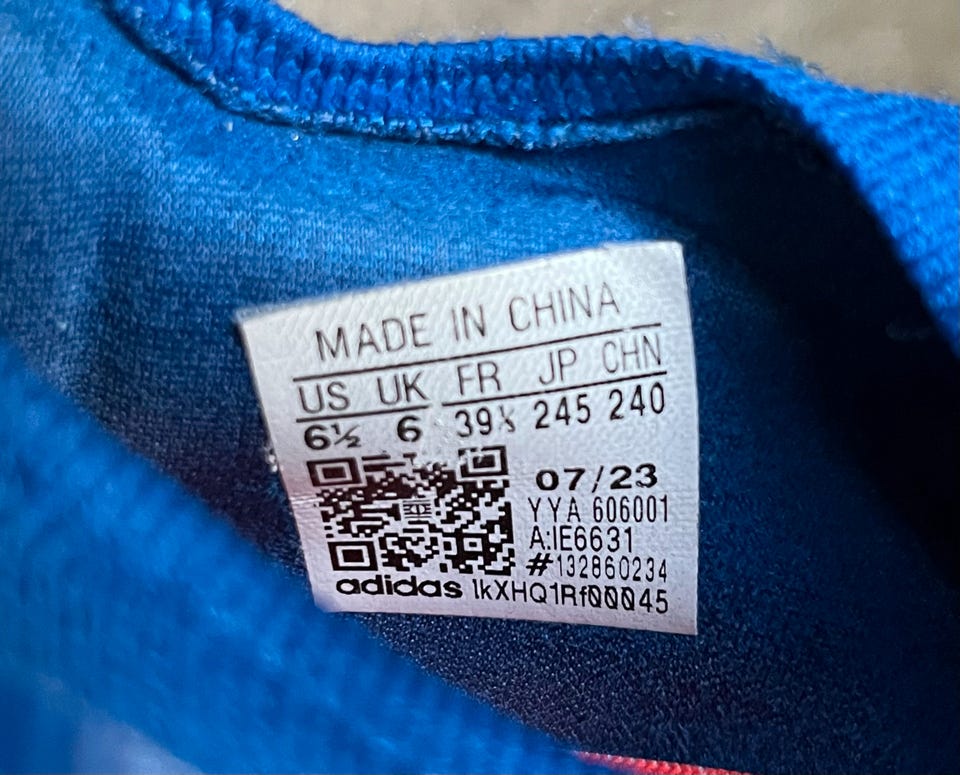 MADE IN CHINA
US UK FR JP CHN
6½ 6 39⅓ 245 240
07/23
YYA 606001
A:IE6631
#132860234
adidas 1kXHQ1Rf00045